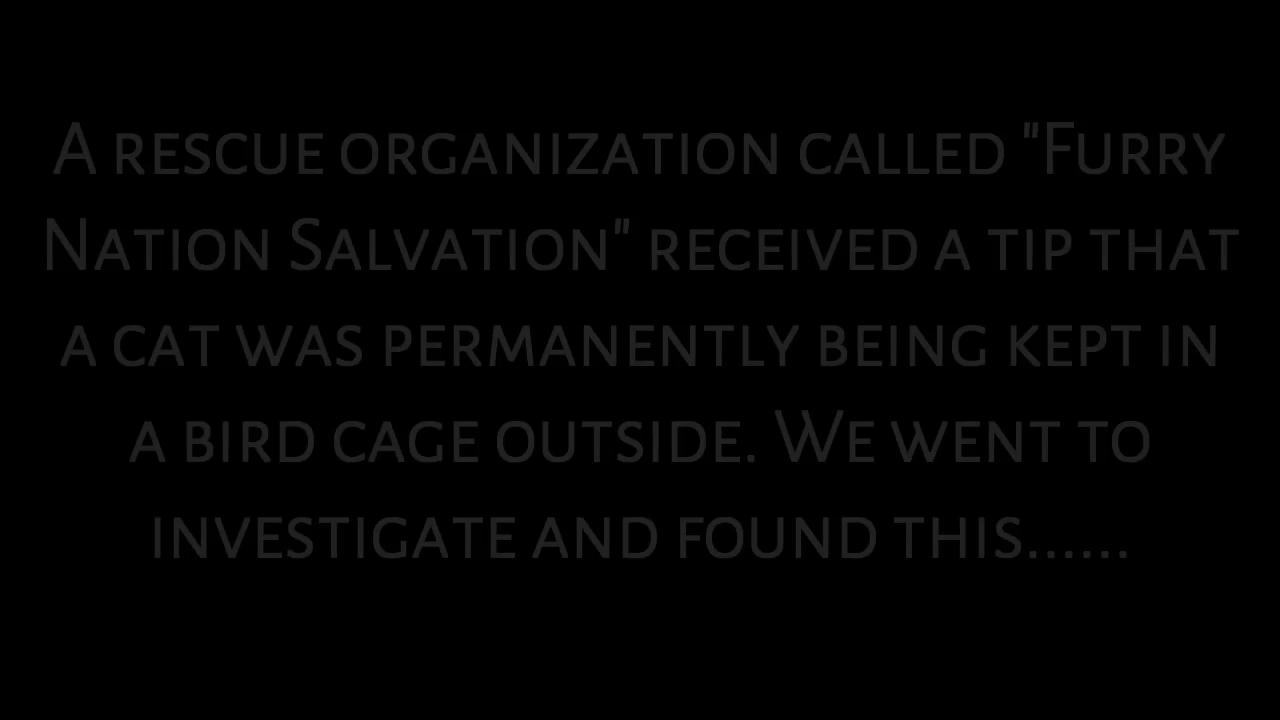 A rescue organization called "Furry
Nation Salvation" received a tip that
a cat was permanently being kept in
a bird cage outside. We went to
investigate and found this......